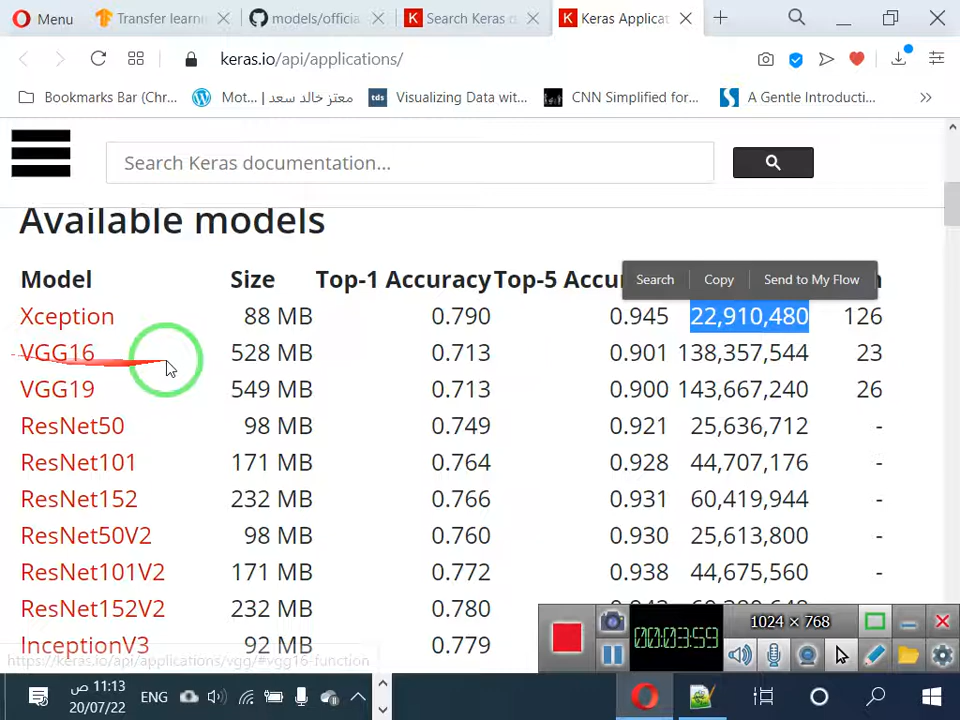 Menu
Transfer learni
models/officia
Search Keras d
Keras Applicat
keras.io/api/applications/
Bookmarks Bar (Chr...
Mot... | معتز خالد سعد
tds Visualizing Data wit...
CNN Simplified for...
A Gentle Introducti...
Search Keras documentation...
Available models
Model Size Top-1 Accuracy Top-5 Accu
Search Copy Send to My Flow
Xception 88 MB 0.790 0.945 22,910,480 126
VGG16 528 MB 0.713 0.901 138,357,544 23
VGG19 549 MB 0.713 0.900 143,667,240 26
ResNet50 98 MB 0.749 0.921 25,636,712 -
ResNet101 171 MB 0.764 0.928 44,707,176 -
ResNet152 232 MB 0.766 0.931 60,419,944 -
ResNet50V2 98 MB 0.760 0.930 25,613,800 -
ResNet101V2 171 MB 0.772 0.938 44,675,560 -
ResNet152V2 232 MB 0.780
InceptionV3 92 MB 0.779
https://keras.io/api/applications/vgg/#vgg16-function
00:03:59
1024 × 768
11:13 ص
20/07/22
ENG